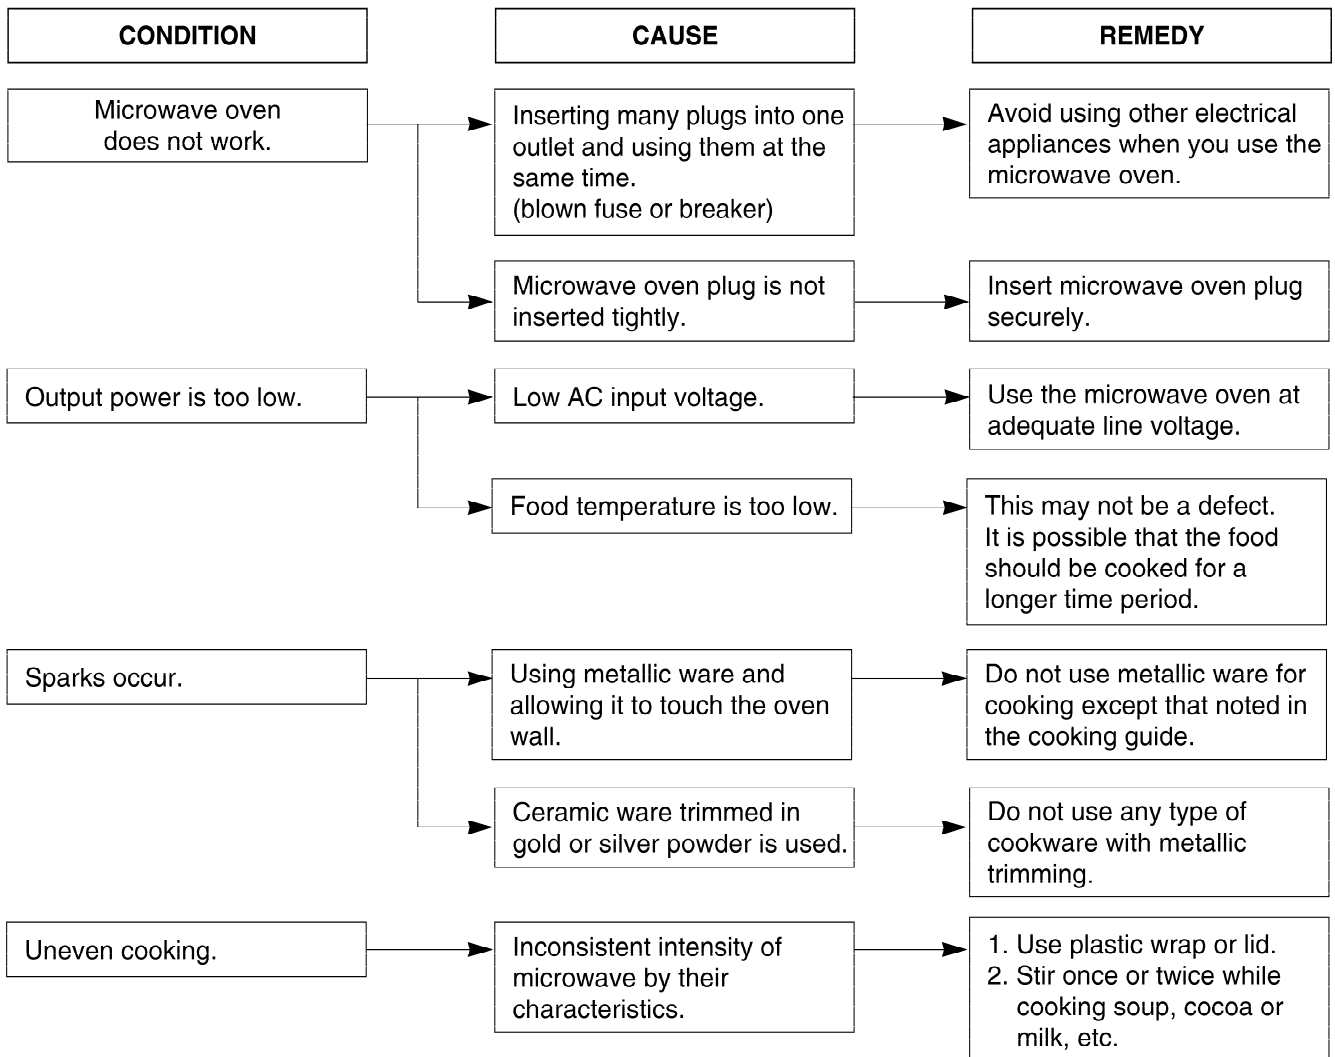 CONDITION
CAUSE
REMEDY
Microwave oven
does not work.
Inserting many plugs into one
outlet and using them at the
same time.
(blown fuse or breaker)
Avoid using other electrical
appliances when you use the
microwave oven.
Microwave oven plug is not
inserted tightly.
Insert microwave oven plug
securely.
Output power is too low.
Low AC input voltage.
Use the microwave oven at
adequate line voltage.
Food temperature is too low.
This may not be a defect.
It is possible that the food
should be cooked for a
longer time period.
Sparks occur.
Using metallic ware and
allowing it to touch the oven
wall.
Do not use metallic ware for
cooking except that noted in
the cooking guide.
Ceramic ware trimmed in
gold or silver powder is used.
Do not use any type of
cookware with metallic
trimming.
Uneven cooking.
Inconsistent intensity of
microwave by their
characteristics.
1. Use plastic wrap or lid.
2. Stir once or twice while
cooking soup, cocoa or
milk, etc.